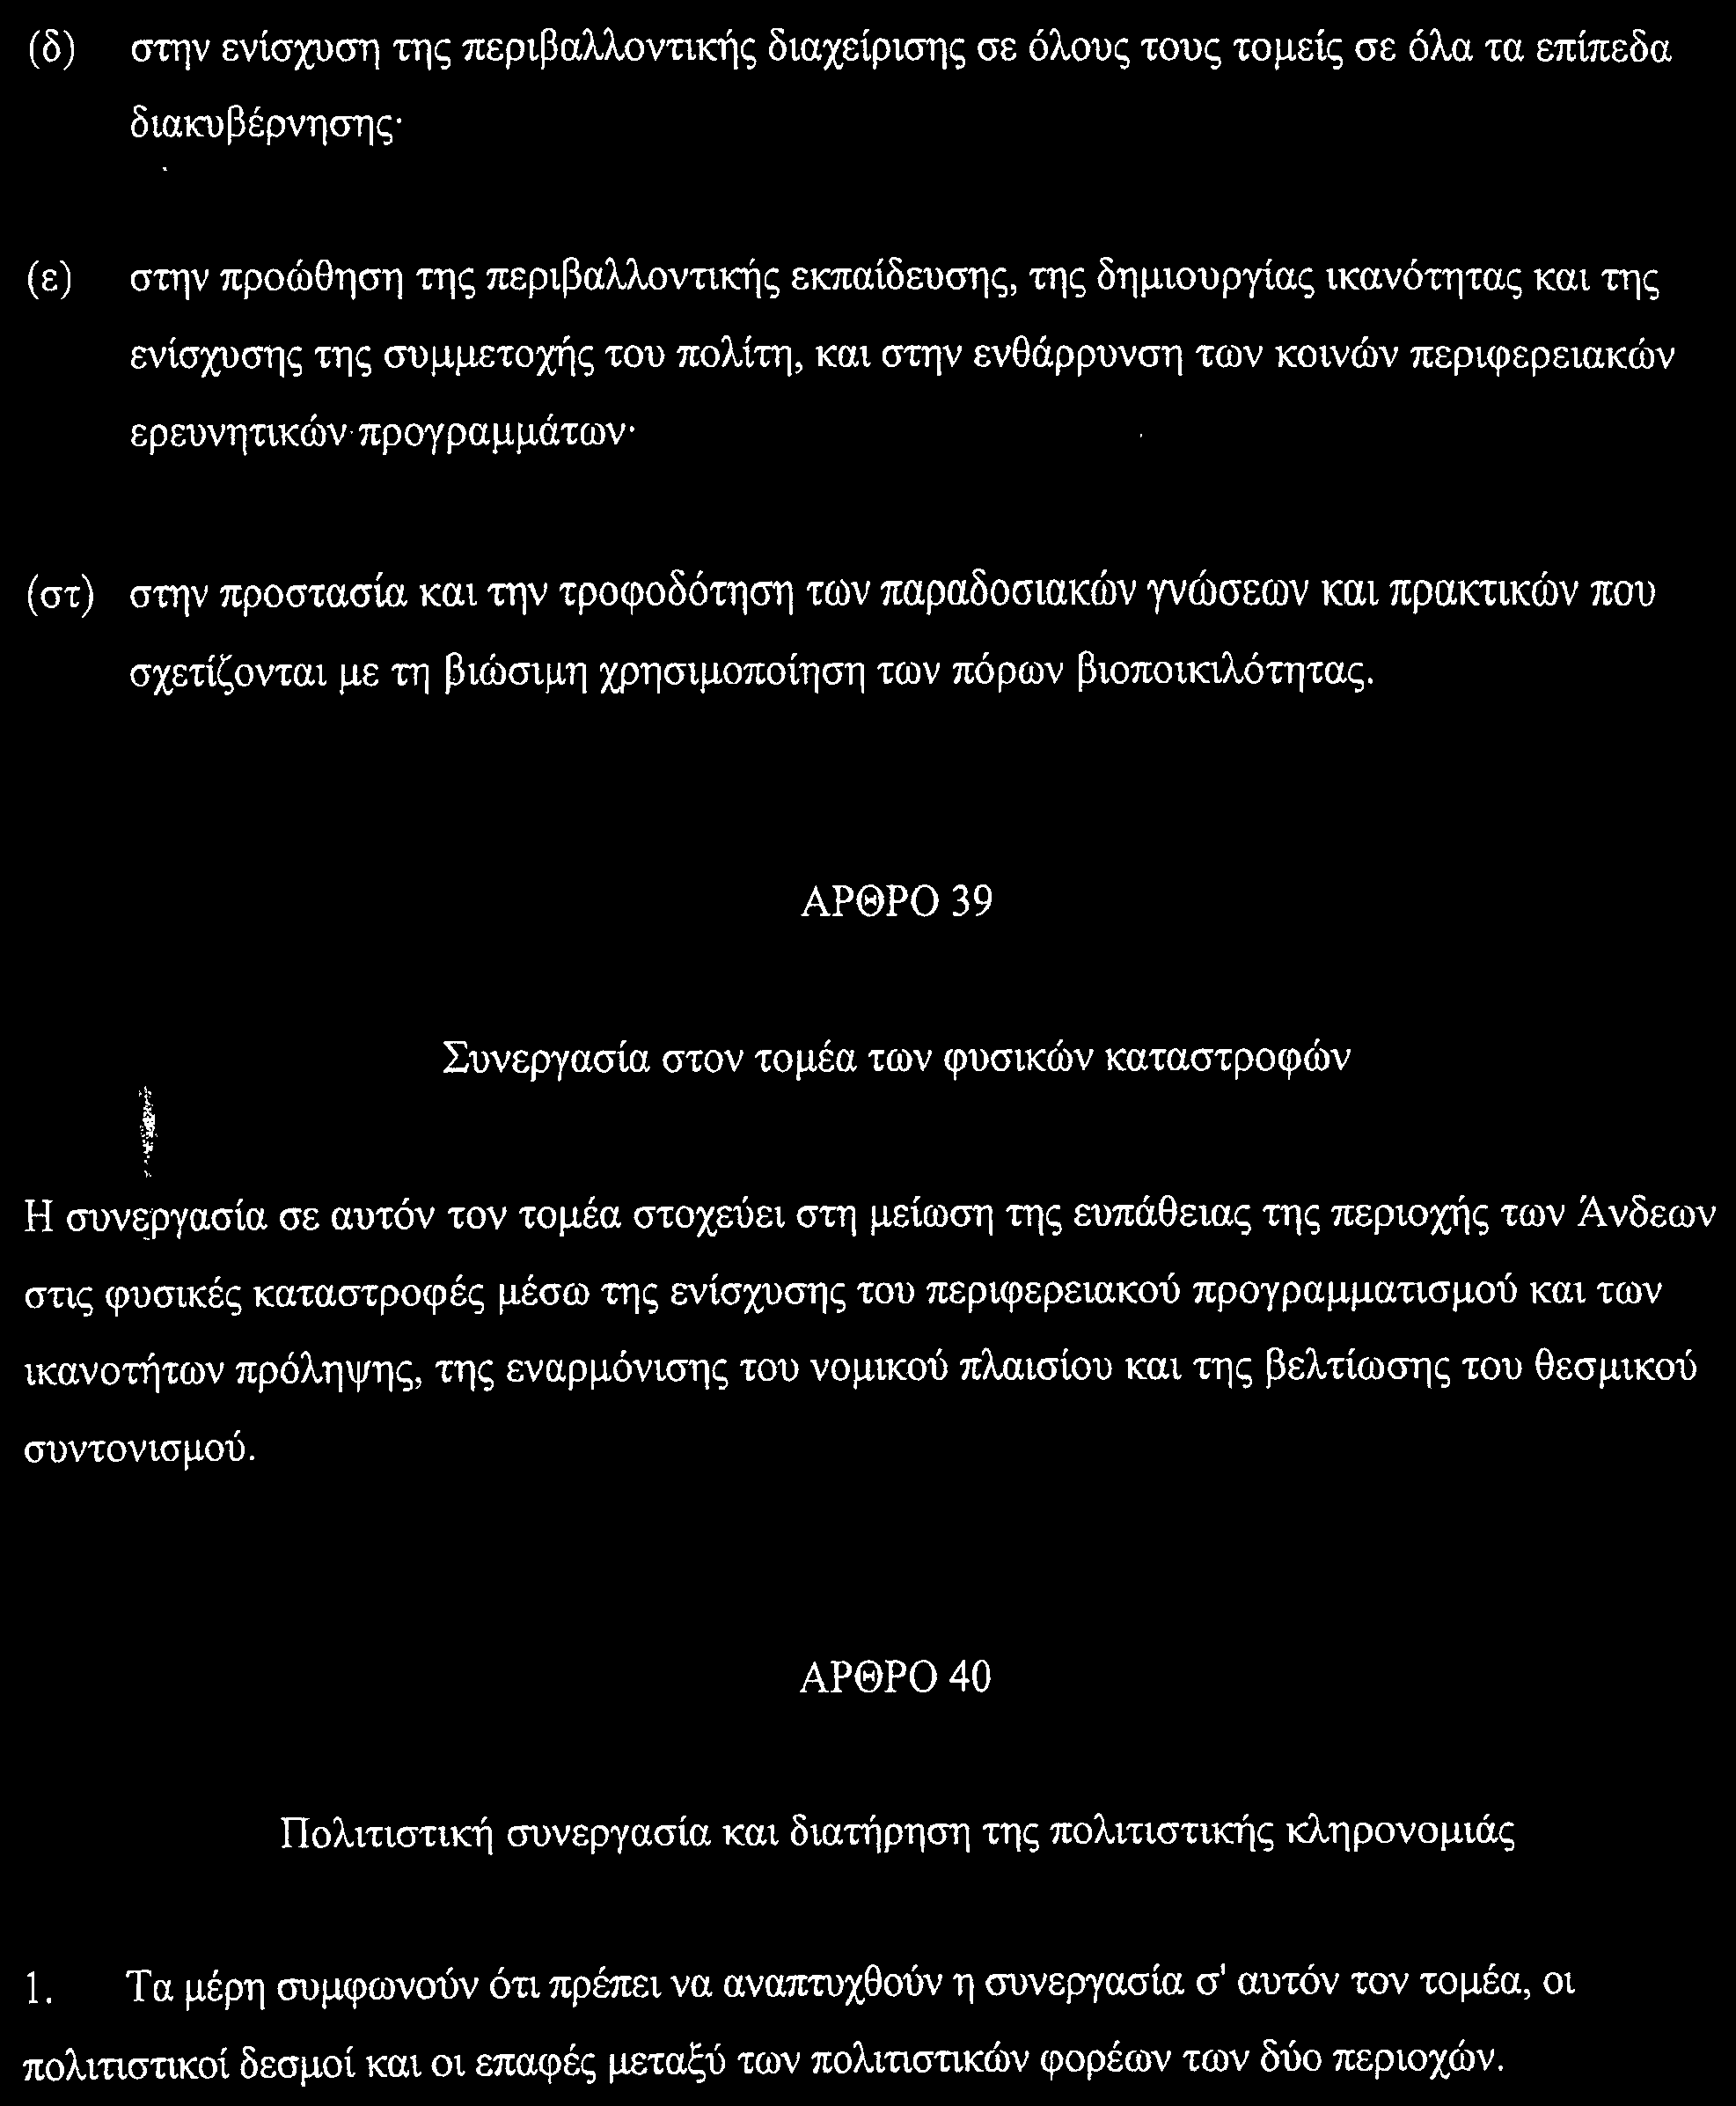 (δ) στην ενίσχυση της περιβαλλοντικής διαχείρισης σε όλους τους τομείς σε όλα τα επίπεδα
διακυβέρνησης·
(ε) στην προώθηση της περιβαλλοντικής εκπαίδευσης, της δημιουργίας ικανότητας και της
ενίσχυσης της συμμετοχής του πολίτη, και στην ενθάρρυνση των κοινών περιφερειακών
ερευνητικών προγραμμάτων·
(στ) στην προστασία και την τροφοδότηση των παραδοσιακών γνώσεων και πρακτικών που
σχετίζονται με τη βιώσιμη χρησιμοποίηση των πόρων βιοποικιλότητας.
ΑΡΘΡΟ 39
Συνεργασία στον τομέα των φυσικών καταστροφών
Η συνεργασία σε αυτόν τον τομέα στοχεύει στη μείωση της ευπάθειας της περιοχής των Άνδεων
στις φυσικές καταστροφές μέσω της ενίσχυσης του περιφερειακού προγραμματισμού και των
ικανοτήτων πρόληψης, της εναρμόνισης του νομικού πλαισίου και της βελτίωσης του θεσμικού
συντονισμού.
ΑΡΘΡΟ 40
Πολιτιστική συνεργασία και διατήρηση της πολιτιστικής κληρονομιάς
1. Τα μέρη συμφωνούν ότι πρέπει να αναπτυχθούν η συνεργασία σ' αυτόν τον τομέα, οι
πολιτιστικοί δεσμοί και οι επαφές μεταξύ των πολιτιστικών φορέων των δύο περιοχών.